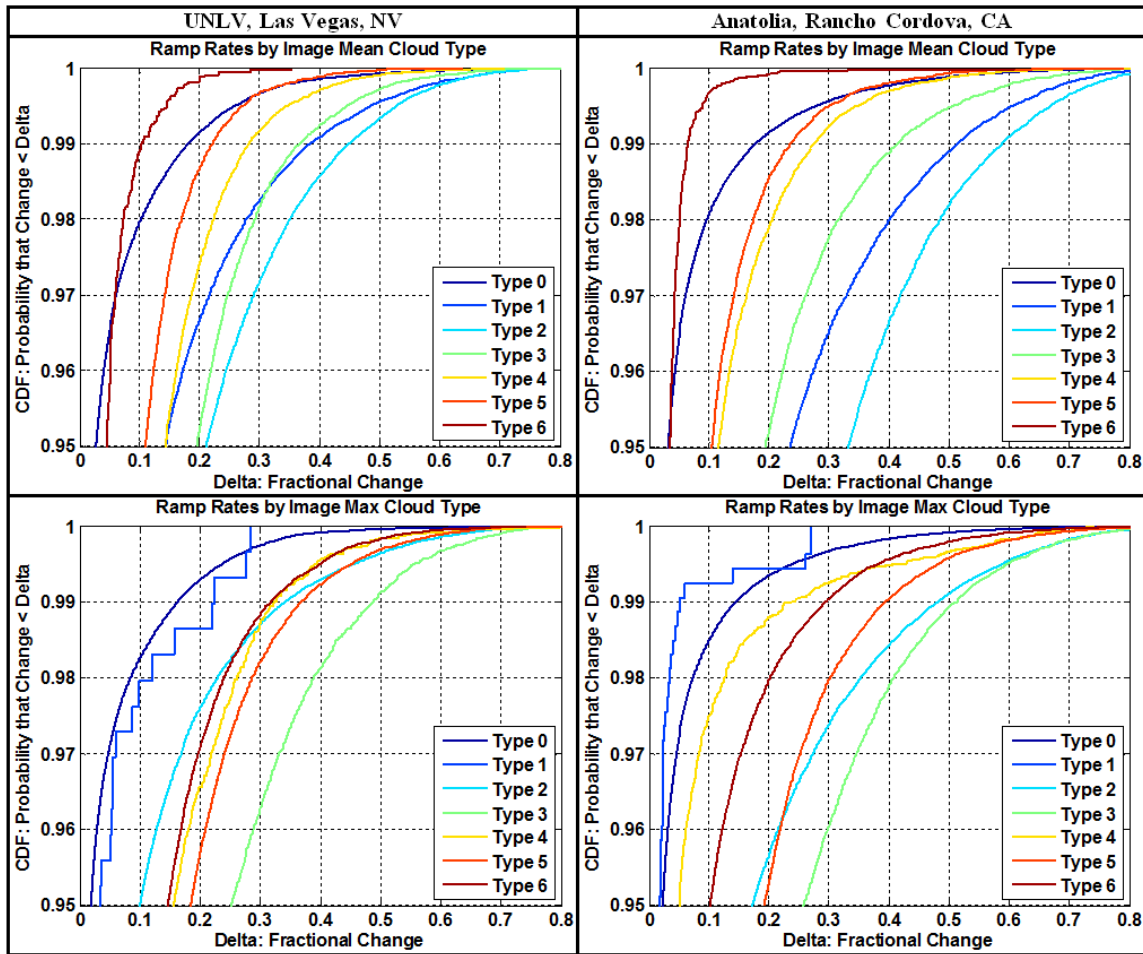 UNLV, Las Vegas, NV
Anatolia, Rancho Cordova, CA
Ramp Rates by Image Mean Cloud Type
CDF: Probability that Change < Delta
1
0.99
0.98
0.97
0.96
0.95
0 0.1 0.2 0.3 0.4 0.5 0.6 0.7 0.8
Delta: Fractional Change
Type 0
Type 1
Type 2
Type 3
Type 4
Type 5
Type 6
Ramp Rates by Image Mean Cloud Type
CDF: Probability that Change < Delta
1
0.99
0.98
0.97
0.96
0.95
0 0.1 0.2 0.3 0.4 0.5 0.6 0.7 0.8
Delta: Fractional Change
Type 0
Type 1
Type 2
Type 3
Type 4
Type 5
Type 6
Ramp Rates by Image Max Cloud Type
CDF: Probability that Change < Delta
1
0.99
0.98
0.97
0.96
0.95
0 0.1 0.2 0.3 0.4 0.5 0.6 0.7 0.8
Delta: Fractional Change
Type 0
Type 1
Type 2
Type 3
Type 4
Type 5
Type 6
Ramp Rates by Image Max Cloud Type
CDF: Probability that Change < Delta
1
0.99
0.98
0.97
0.96
0.95
0 0.1 0.2 0.3 0.4 0.5 0.6 0.7 0.8
Delta: Fractional Change
Type 0
Type 1
Type 2
Type 3
Type 4
Type 5
Type 6